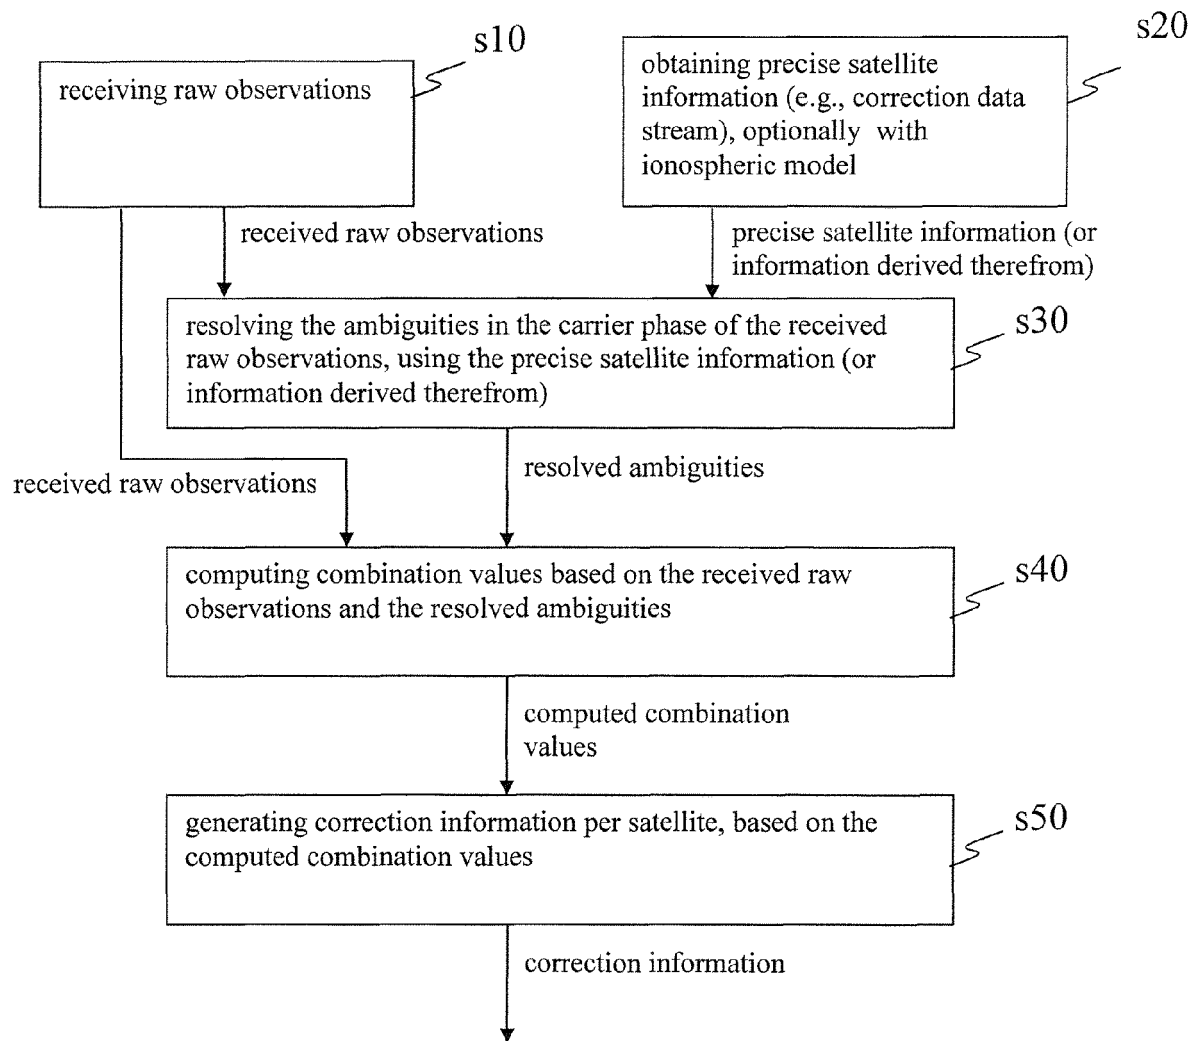 s10
receiving raw observations
s20
obtaining precise satellite
information (e.g., correction data
stream), optionally with
ionospheric model
received raw observations
precise satellite information (or
information derived therefrom)
s30
resolving the ambiguities in the carrier phase of the received
raw observations, using the precise satellite information (or
information derived therefrom)
received raw observations
resolved ambiguities
s40
computing combination values based on the received raw
observations and the resolved ambiguities
computed combination
values
s50
generating correction information per satellite, based on the
computed combination values
correction information